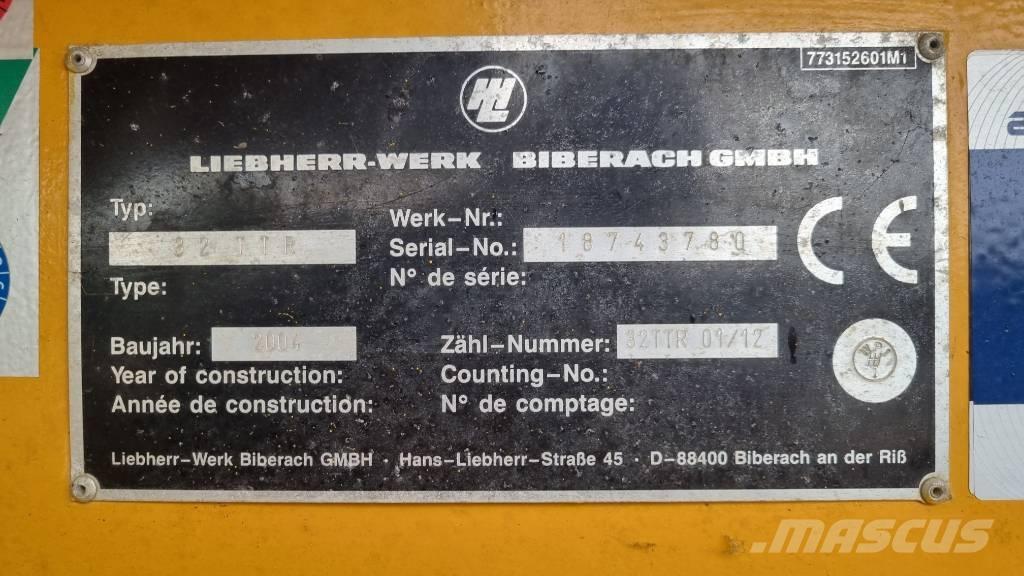 773152601M1
LIEBHERR-WERK BIBERACH GMBH
Typ:
32 TTR
Type:
Werk-Nr.:
Serial-No.: 18743780
N° de série:
CE
Baujahr: 2004
Year of construction:
Année de construction:
Zähl-Nummer: 32TTR 01/12
Counting-No.:
N° de comptage:
Liebherr-Werk Biberach GMBH · Hans-Liebherr-Straße 45 · D-88400 Biberach an der Riß
MASCUS